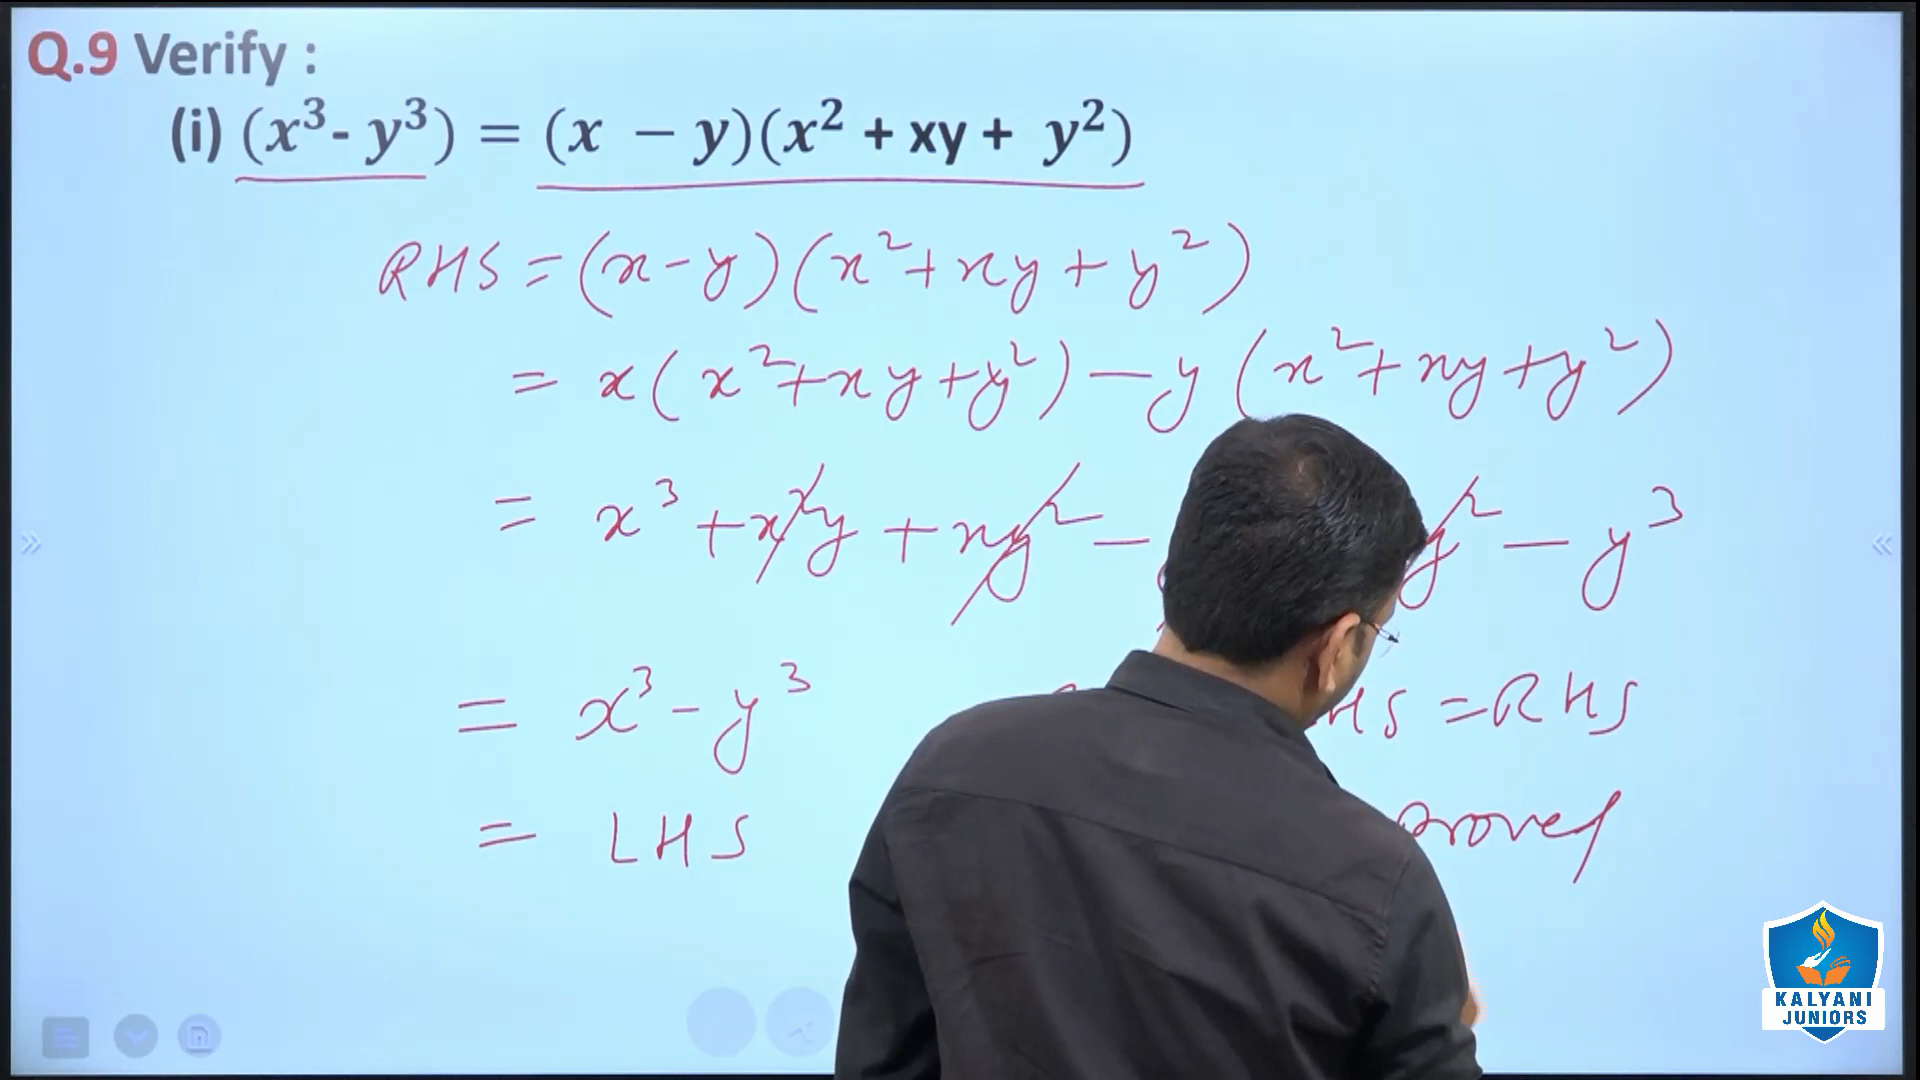 Q.9 Verify :
(i) (x³- y³) = (x − y)(x² + xy + y²)
RHS = (x-y)(x²+xy+y²)
= x(x²+xy+y²) - y(x²+xy+y²)
= x³ + x²y + xy² - y² - y³
= x³ - y³ HS = RHS
= LHS proved
KALYANI
JUNIORS